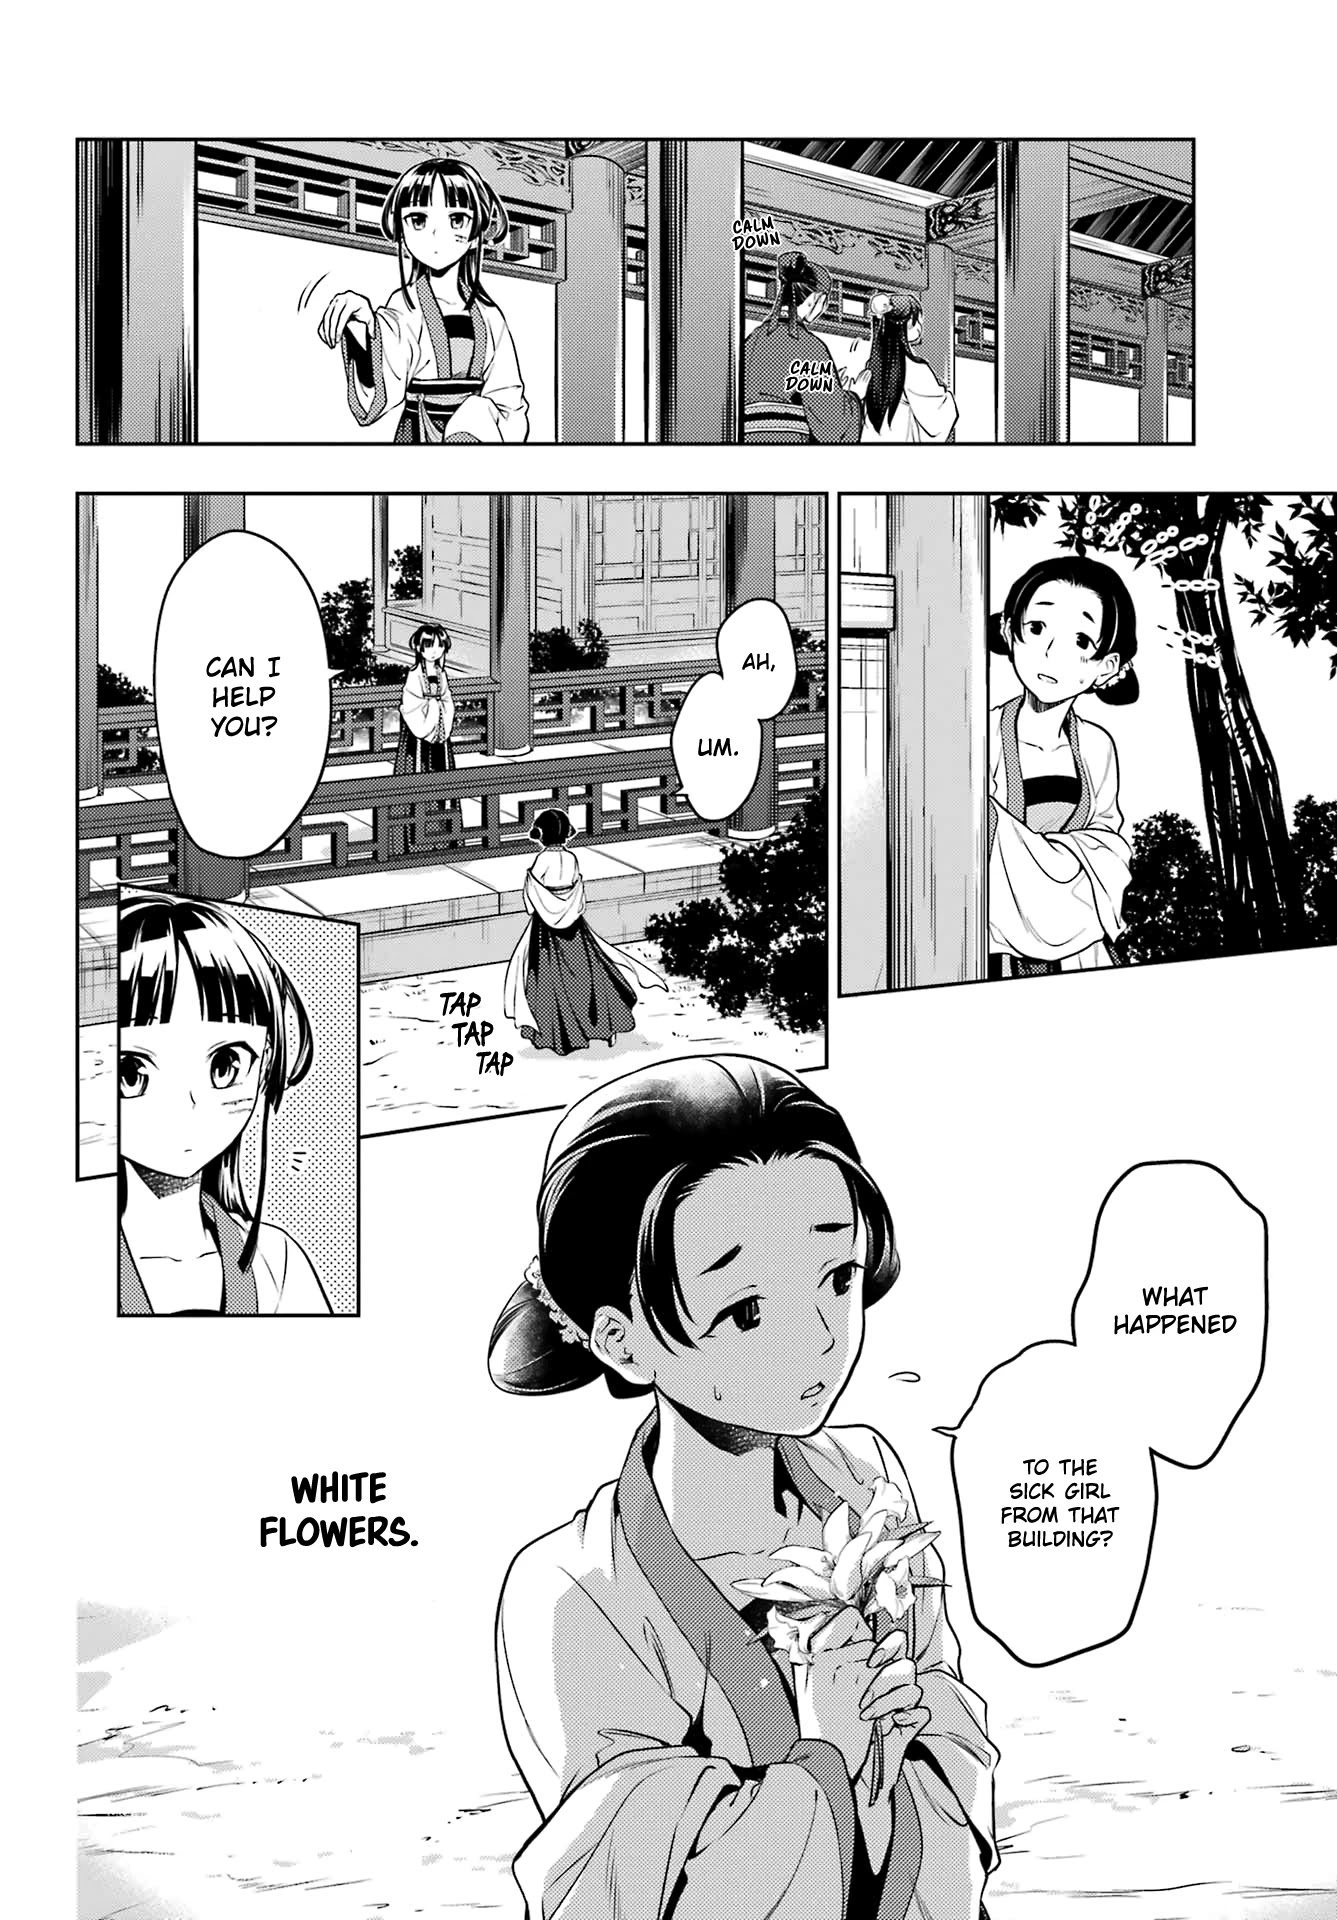 CALM
DOWN
CALM
DOWN
AH,
UM.
CAN I
HELP
YOU?
TAP
TAP
TAP
WHAT
HAPPENED
TO THE
SICK GIRL
FROM THAT
BUILDING?
WHITE
FLOWERS.